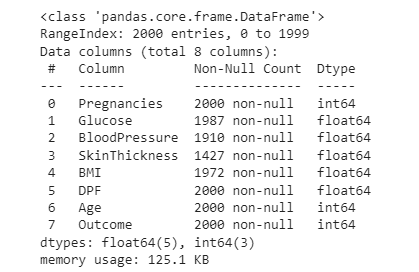 <class 'pandas.core.frame.DataFrame'>
RangeIndex: 2000 entries, 0 to 1999
Data columns (total 8 columns):
 #   Column         Non-Null Count  Dtype
---  ------         --------------  -----
 0   Pregnancies    2000 non-null   int64
 1   Glucose        1987 non-null   float64
 2   BloodPressure  1910 non-null   float64
 3   SkinThickness  1427 non-null   float64
 4   BMI            1972 non-null   float64
 5   DPF            2000 non-null   float64
 6   Age            2000 non-null   int64
 7   Outcome        2000 non-null   int64
dtypes: float64(5), int64(3)
memory usage: 125.1 KB